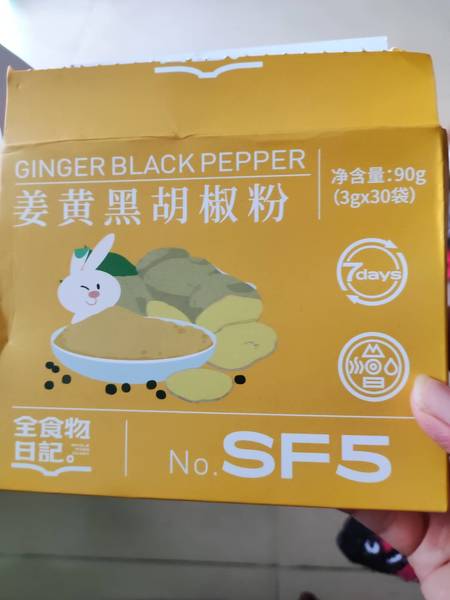 GINGER BLACK PEPPER
姜黄黑胡椒粉
净含量:90g
(3gx30袋)
7days
全食物
日記。
No. SF5